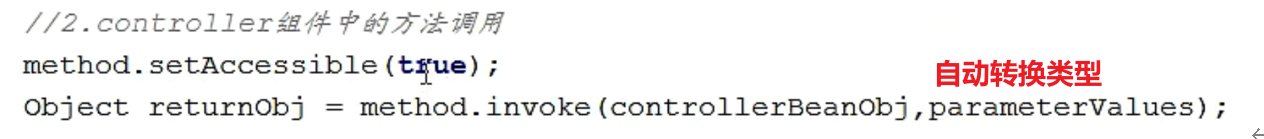 //2.controller组件中的方法调用
method.setAccessible(true);
自动转换类型
Object returnObj = method.invoke(controllerBeanObj,parameterValues);